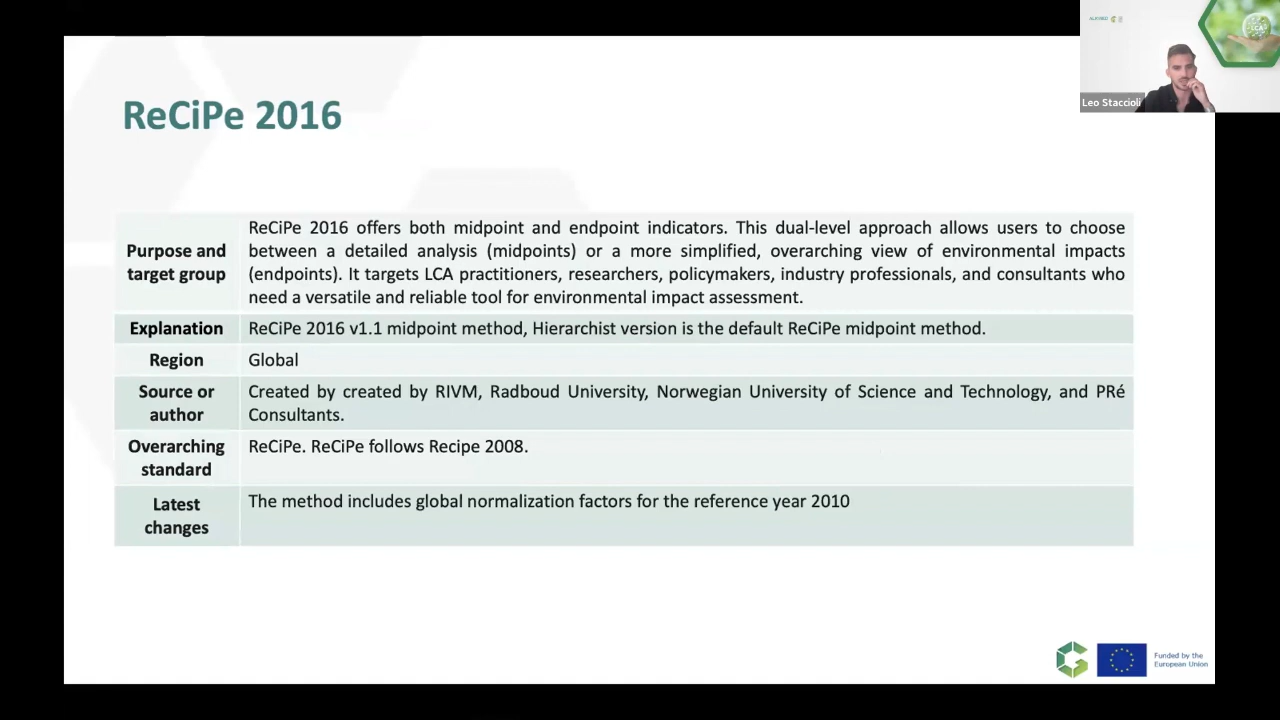 LCA
Leo Staccioli
ReCiPe 2016
Purpose and
target group
ReCiPe 2016 offers both midpoint and endpoint indicators. This dual-level approach allows users to choose
between a detailed analysis (midpoints) or a more simplified, overarching view of environmental impacts
(endpoints). It targets LCA practitioners, researchers, policymakers, industry professionals, and consultants who
need a versatile and reliable tool for environmental impact assessment.
Explanation
ReCiPe 2016 v1.1 midpoint method, Hierarchist version is the default ReCiPe midpoint method.
Region
Global
Source or
author
Created by created by RIVM, Radboud University, Norwegian University of Science and Technology, and PRé
Consultants.
Overarching
standard
ReCiPe. ReCiPe follows Recipe 2008.
Latest
changes
The method includes global normalization factors for the reference year 2010
Funded by the
European Union